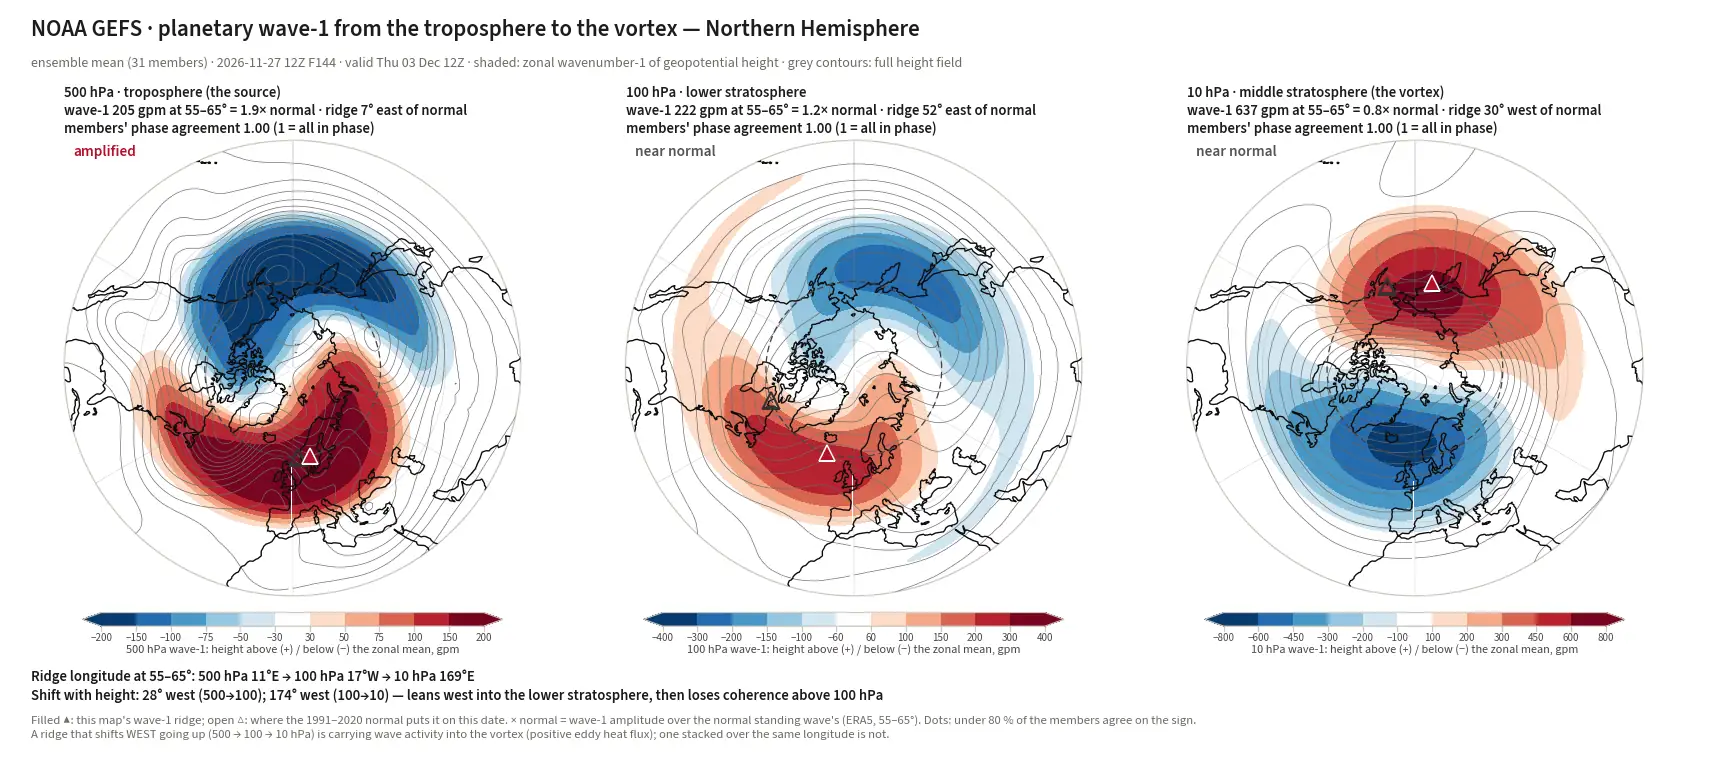 NOAA GEFS · planetary wave-1 from the troposphere to the vortex — Northern Hemisphere
ensemble mean (31 members) · 2026-11-27 12Z F144 · valid Thu 03 Dec 12Z · shaded: zonal wavenumber-1 of geopotential height · grey contours: full height field
500 hPa · troposphere (the source)
wave-1 205 gpm at 55–65° = 1.9× normal · ridge 7° east of normal
members' phase agreement 1.00 (1 = all in phase)
amplified
100 hPa · lower stratosphere
wave-1 222 gpm at 55–65° = 1.2× normal · ridge 52° east of normal
members' phase agreement 1.00 (1 = all in phase)
near normal
10 hPa · middle stratosphere (the vortex)
wave-1 637 gpm at 55–65° = 0.8× normal · ridge 30° west of normal
members' phase agreement 1.00 (1 = all in phase)
near normal
−200 −150 −100 −75 −50 −30 30 50 75 100 150 200
500 hPa wave-1: height above (+) / below (−) the zonal mean, gpm
−400 −300 −200 −150 −100 −60 60 100 150 200 300 400
100 hPa wave-1: height above (+) / below (−) the zonal mean, gpm
−800 −600 −450 −300 −200 −100 100 200 300 450 600 800
10 hPa wave-1: height above (+) / below (−) the zonal mean, gpm
Ridge longitude at 55–65°: 500 hPa 11°E → 100 hPa 17°W → 10 hPa 169°E
Shift with height: 28° west (500→100); 174° west (100→10) — leans west into the lower stratosphere, then loses coherence above 100 hPa
Filled ▲: this map's wave-1 ridge; open △: where the 1991–2020 normal puts it on this date. × normal = wave-1 amplitude over the normal standing wave's (ERA5, 55–65°). Dots: under 80 % of the members agree on the sign.
A ridge that shifts WEST going up (500 → 100 → 10 hPa) is carrying wave activity into the vortex (positive eddy heat flux); one stacked over the same longitude is not.